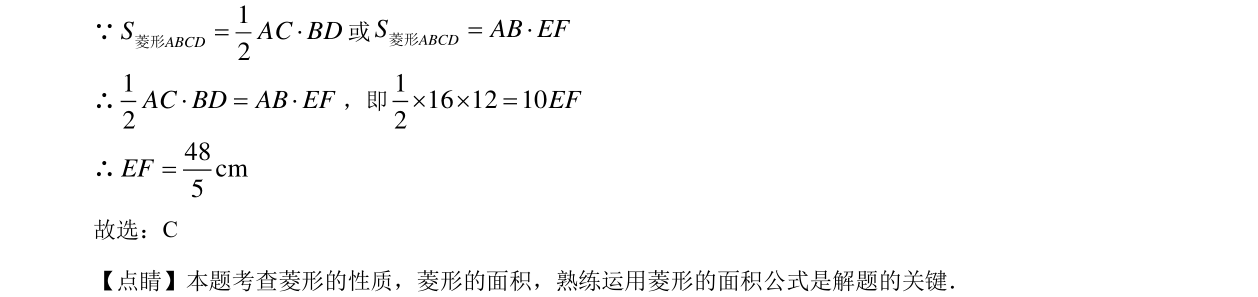 ∵ S菱形ABCD = 1/2 AC·BD 或 S菱形ABCD = AB·EF
∴ 1/2 AC·BD = AB·EF，即 1/2 ×16×12 = 10EF
∴ EF = 48/5 cm
故选：C
【点睛】本题考查菱形的性质，菱形的面积，熟练运用菱形的面积公式是解题的关键．